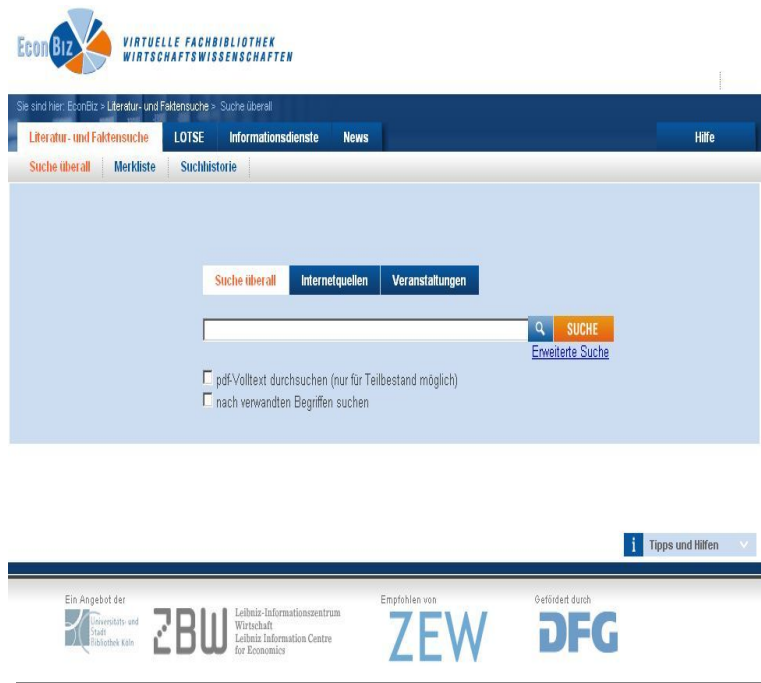 EconBiz
VIRTUELLE FACHBIBLIOTHEK
WIRTSCHAFTSWISSENSCHAFTEN
Sie sind hier: EconBiz > Literatur- und Faktensuche > Suche überall
Literatur- und Faktensuche LOTSE Informationsdienste News Hilfe
Suche überall Merkliste Suchhistorie
Suche überall Internetquellen Veranstaltungen
SUCHE
Erweiterte Suche
pdf-Volltext durchsuchen (nur für Teilbestand möglich)
nach verwandten Begriffen suchen
i Tipps und Hilfen
Ein Angebot der
Universitäts- und
Stadt
Bibliothek Köln
ZBW
Leibniz-Informationszentrum
Wirtschaft
Leibniz Information Centre
for Economics
Empfohlen von
ZEW
Gefördert durch
DFG